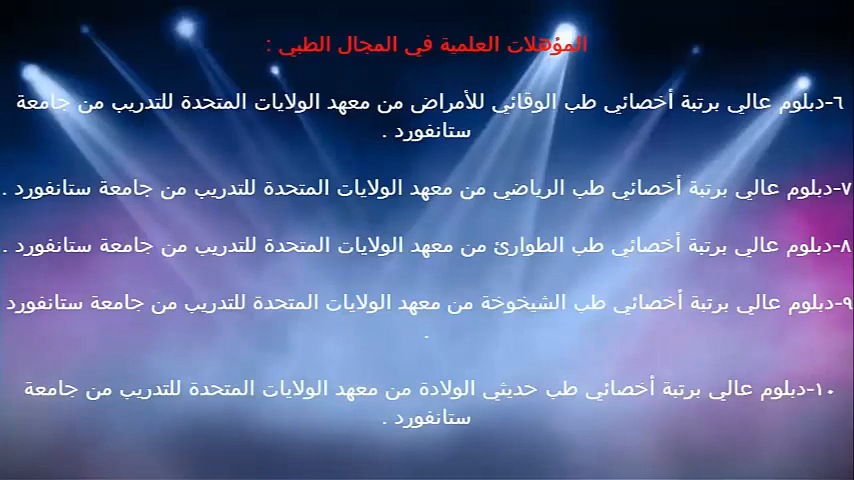 المؤهلات العلمية في المجال الطبي :
٦-دبلوم عالي برتبة أخصائي طب الوقائي للأمراض من معهد الولايات المتحدة للتدريب من جامعة
ستانفورد .
٧-دبلوم عالي برتبة أخصائي طب الرياضي من معهد الولايات المتحدة للتدريب من جامعة ستانفورد .
٨-دبلوم عالي برتبة أخصائي طب الطوارئ من معهد الولايات المتحدة للتدريب من جامعة ستانفورد .
٩-دبلوم عالي برتبة أخصائي طب الشيخوخة من معهد الولايات المتحدة للتدريب من جامعة ستانفورد
.
١٠-دبلوم عالي برتبة أخصائي طب حديثي الولادة من معهد الولايات المتحدة للتدريب من جامعة
ستانفورد .